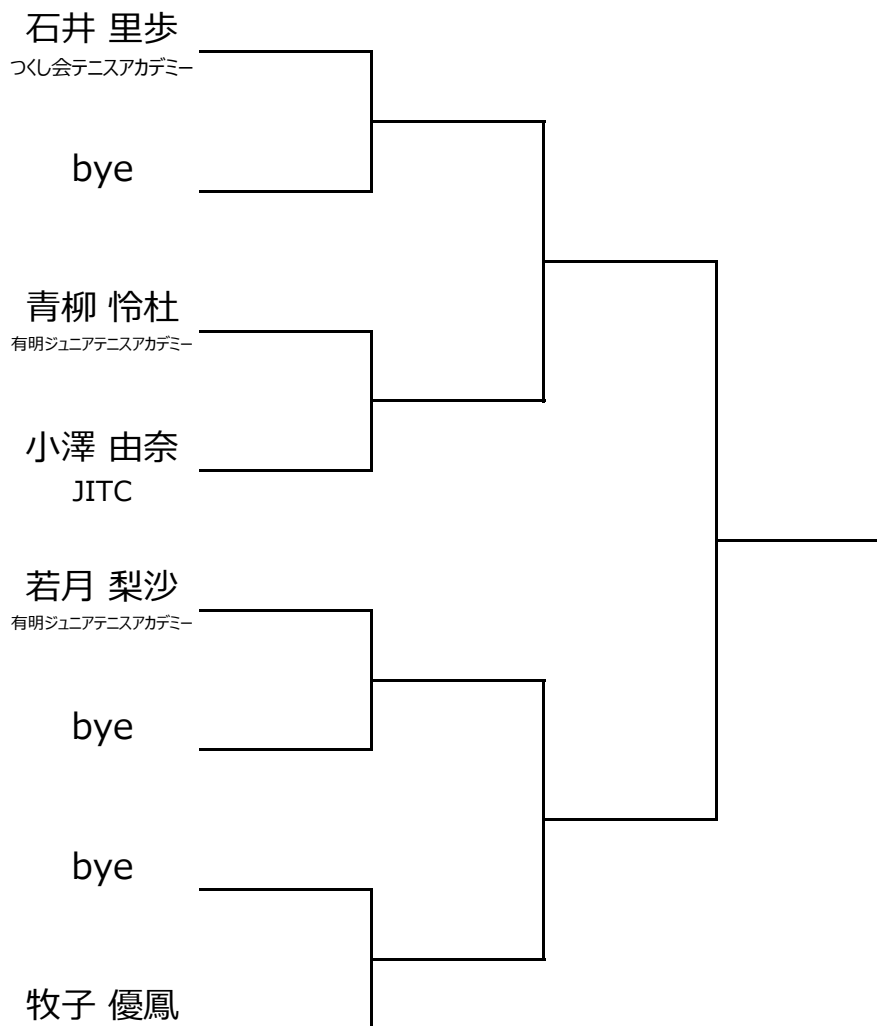 石井 里歩
つくし会テニスアカデミー
bye
青柳 怜杜
有明ジュニアテニスアカデミー
小澤 由奈
JITC
若月 梨沙
有明ジュニアテニスアカデミー
bye
bye
牧子 優鳳